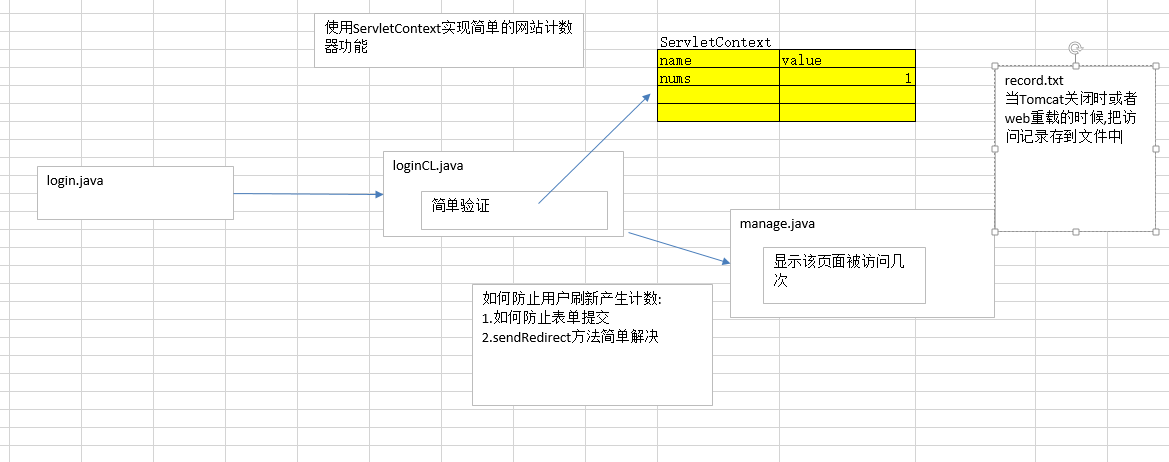 使用ServletContext实现简单的网站计数
器功能
ServletContext
name value
nums 1
record.txt
当Tomcat关闭时或者
web重载的时候,把访
问记录存到文件中
login.java
loginCL.java
简单验证
manage.java
显示该页面被访问几
次
如何防止用户刷新产生计数:
1.如何防止表单提交
2.sendRedirect方法简单解决